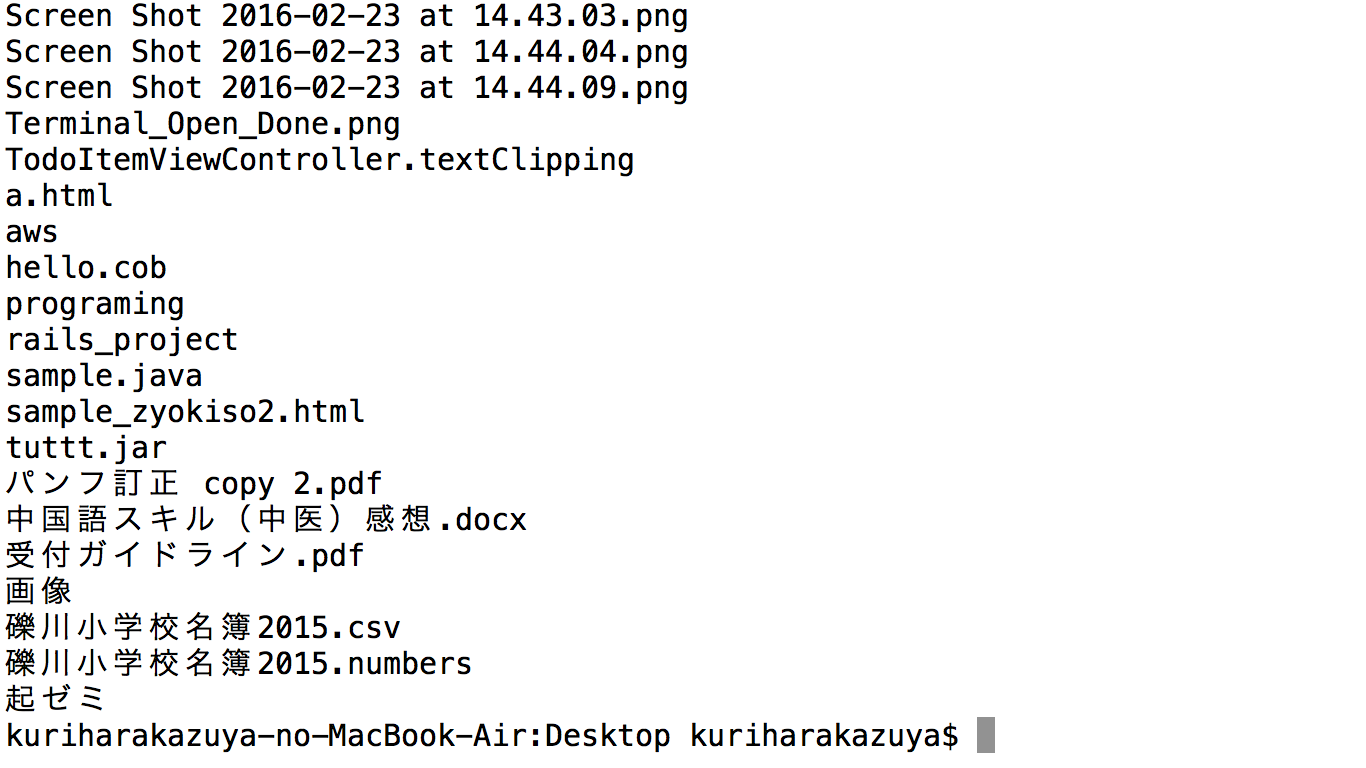 Screen Shot 2016-02-23 at 14.43.03.png
Screen Shot 2016-02-23 at 14.44.04.png
Screen Shot 2016-02-23 at 14.44.09.png
Terminal_Open_Done.png
TodoItemViewController.textClipping
a.html
aws
hello.cob
programing
rails_project
sample.java
sample_zyokiso2.html
tuttt.jar
パンフ訂正 copy 2.pdf
中国語スキル（中医）感想.docx
受付ガイドライン.pdf
画像
礫川小学校名簿2015.csv
礫川小学校名簿2015.numbers
起ゼミ
kuriharakazuya-no-MacBook-Air:Desktop kuriharakazuya$